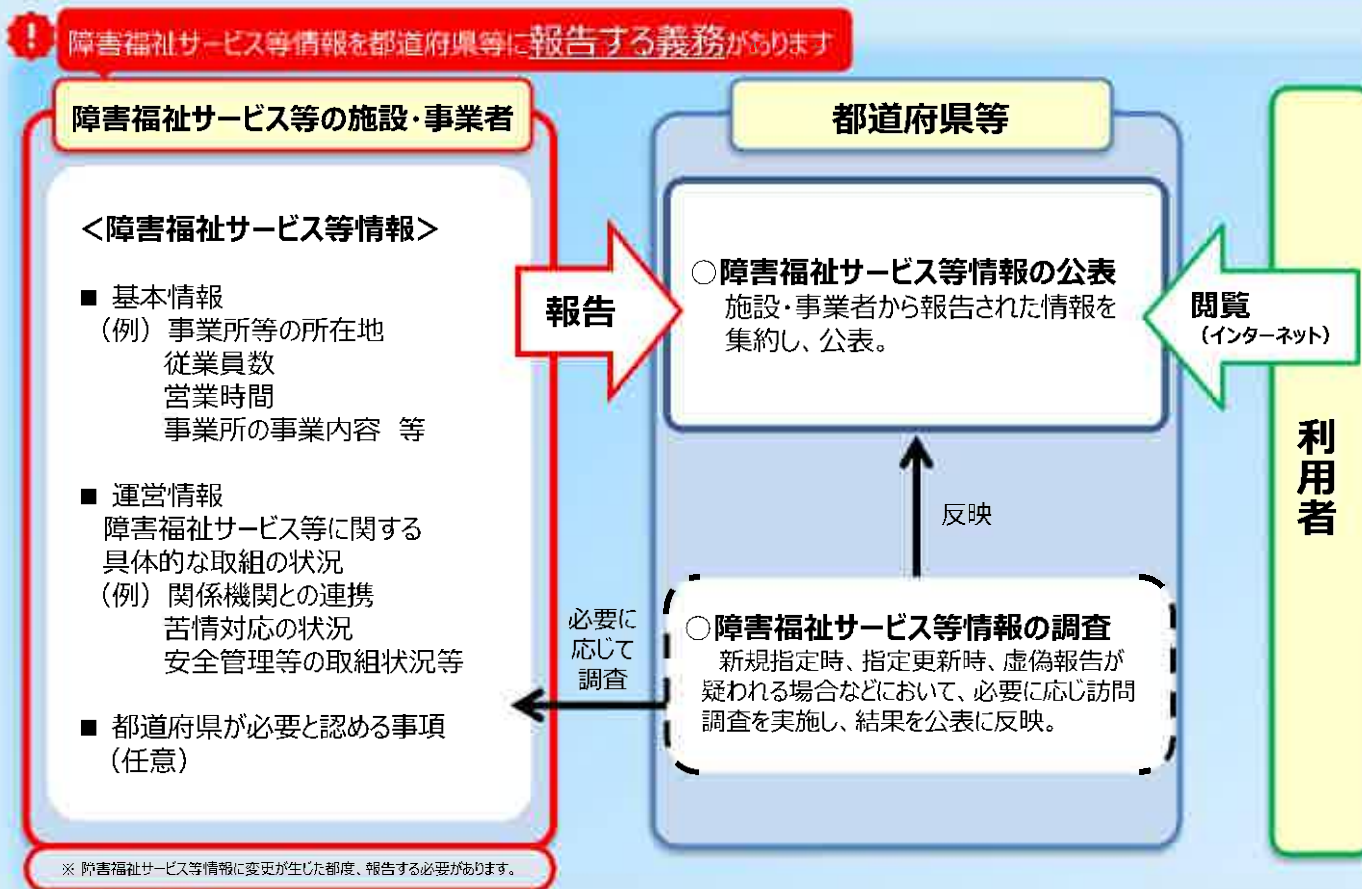 障害福祉サービス等情報を都道府県等に報告する義務があります
障害福祉サービス等の施設・事業者
＜障害福祉サービス等情報＞
■ 基本情報
（例）事業所等の所在地
従業員数
営業時間
事業所の事業内容 等
■ 運営情報
障害福祉サービス等に関する
具体的な取組の状況
（例）関係機関との連携
苦情対応の状況
安全管理等の取組状況等
■ 都道府県が必要と認める事項
（任意）
※ 障害福祉サービス等情報に変更が生じた都度、報告する必要があります。
報告
必要に
応じて
調査
都道府県等
○障害福祉サービス等情報の公表
施設・事業者から報告された情報を
集約し、公表。
反映
○障害福祉サービス等情報の調査
新規指定時、指定更新時、虚偽報告が
疑われる場合などにおいて、必要に応じ訪問
調査を実施し、結果を公表に反映。
閲覧
（インターネット）
利用者